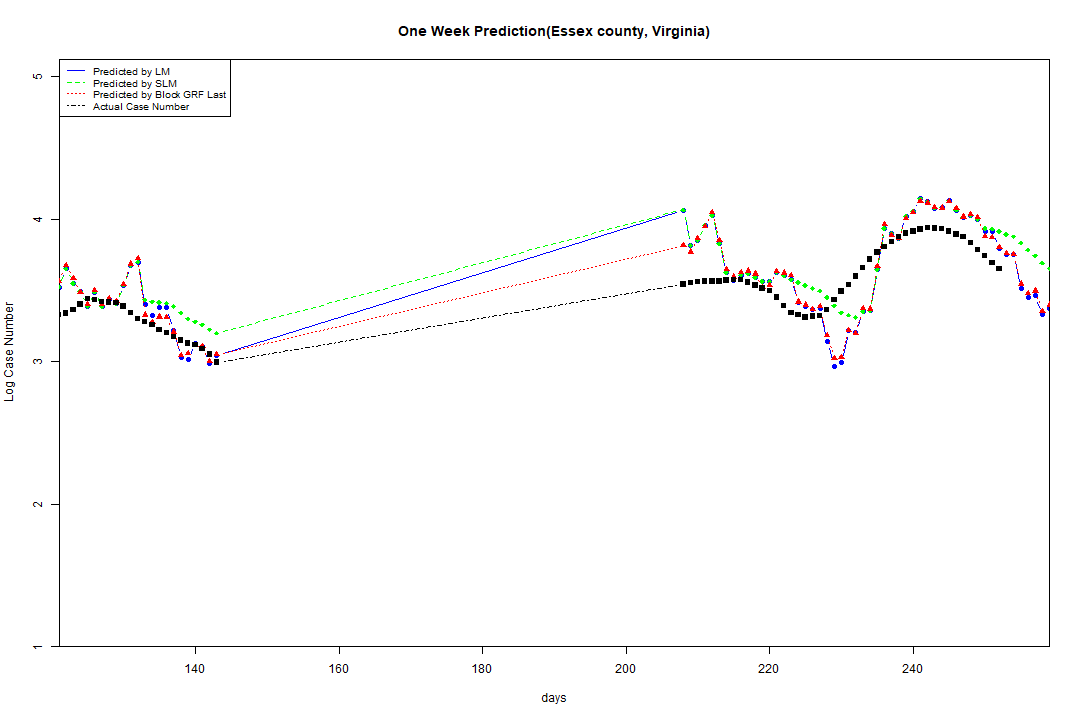 One Week Prediction(Essex county, Virginia)
Predicted by LM
Predicted by SLM
Predicted by Block GRF Last
Actual Case Number
5
4
3
2
1
Log Case Number
140 160 180 200 220 240
days